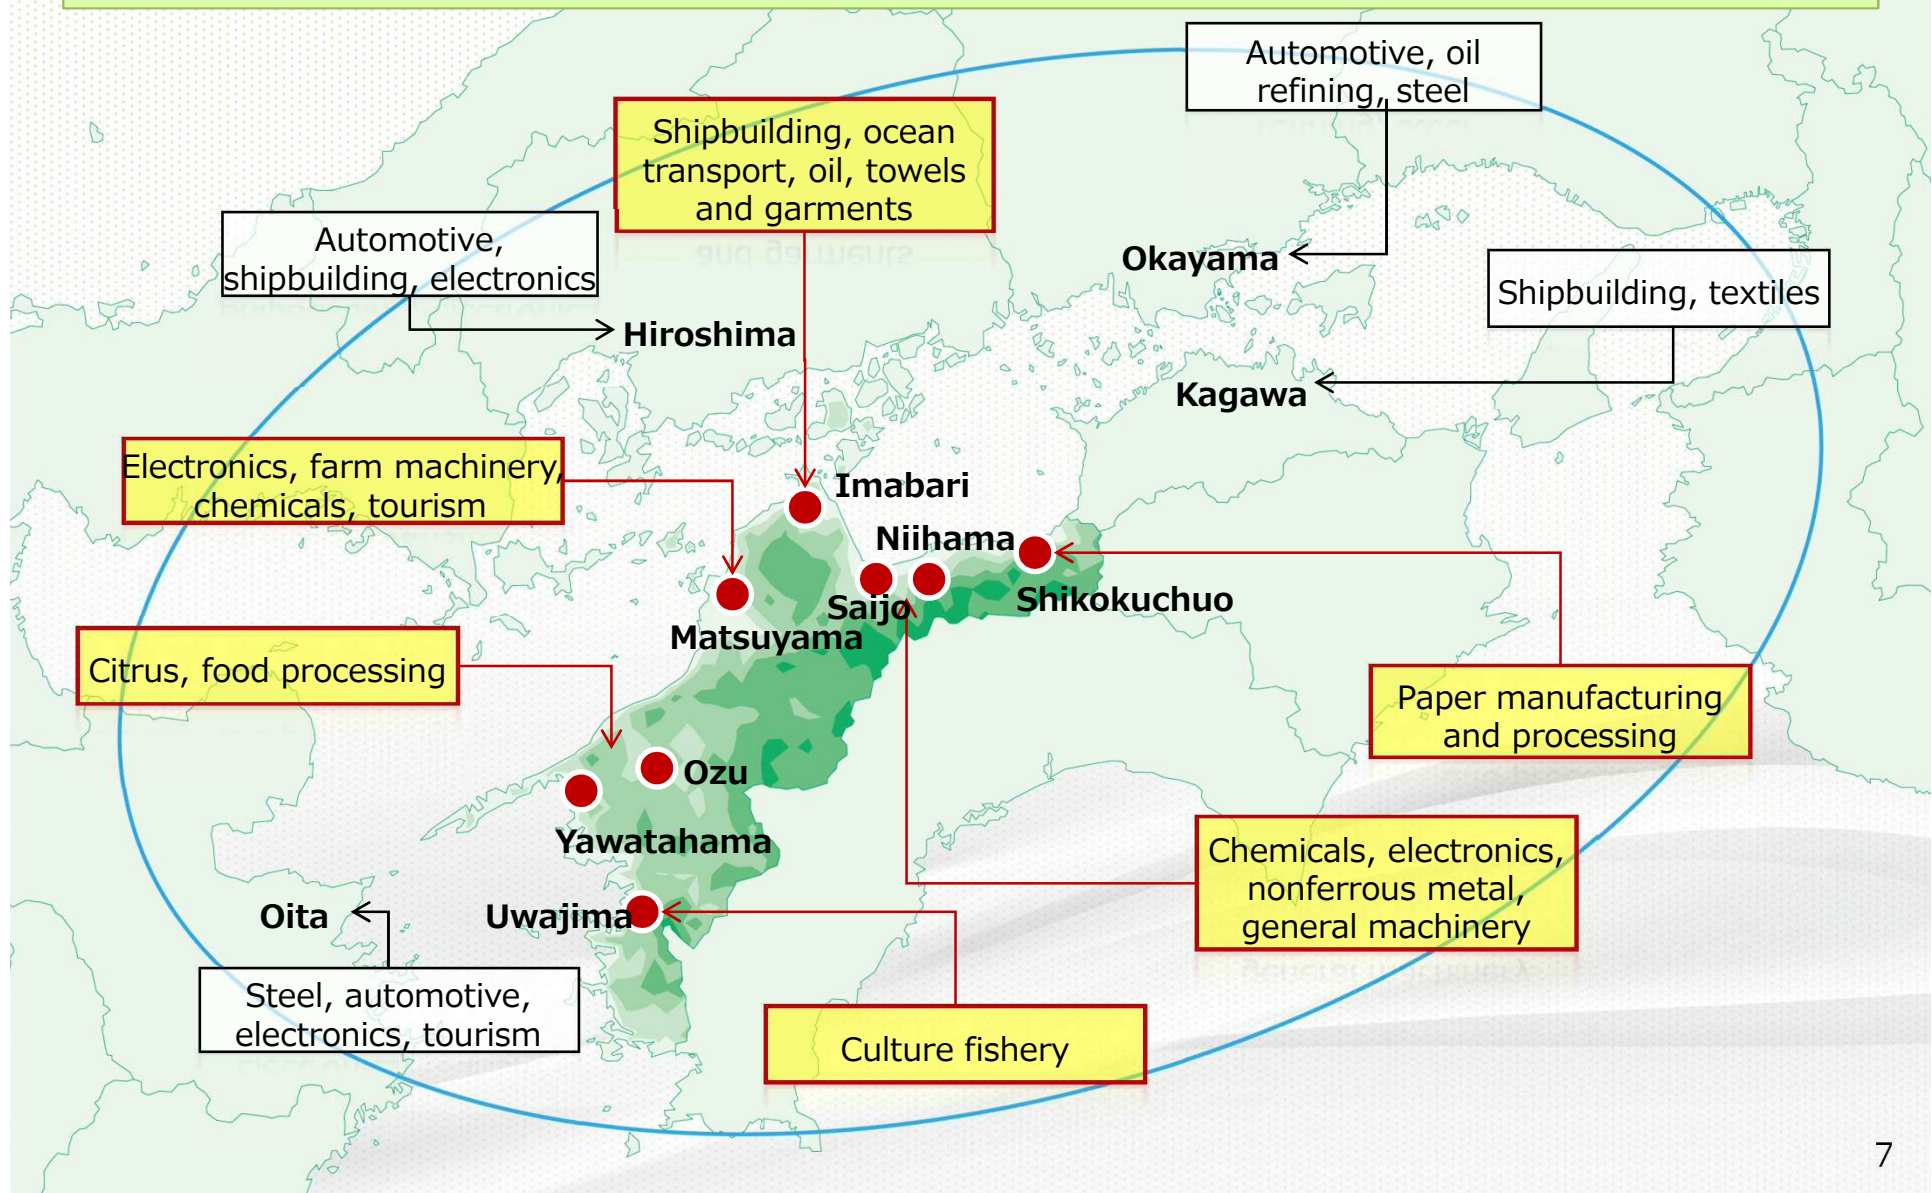 Automotive, oil
refining, steel
Shipbuilding, ocean
transport, oil, towels
and garments
Automotive,
shipbuilding, electronics
Okayama
Shipbuilding, textiles
Hiroshima
Kagawa
Electronics, farm machinery,
chemicals, tourism
Imabari
Niihama
Saijo
Shikokuchuo
Matsuyama
Citrus, food processing
Paper manufacturing
and processing
Ozu
Yawatahama
Chemicals, electronics,
nonferrous metal,
general machinery
Oita
Uwajima
Steel, automotive,
electronics, tourism
Culture fishery
7